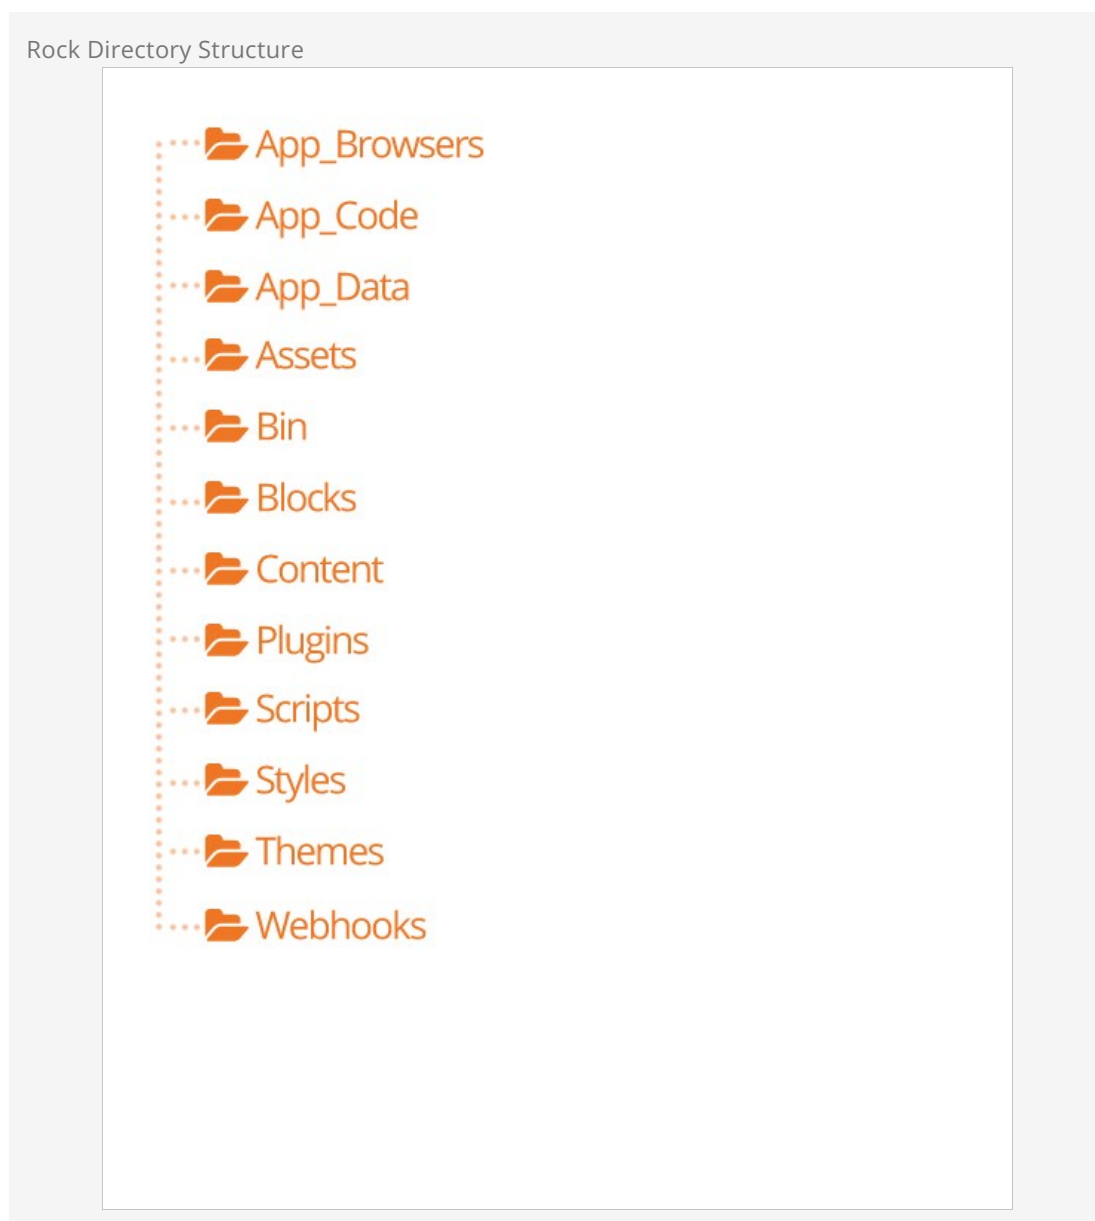 Rock Directory Structure
App_Browsers
App_Code
App_Data
Assets
Bin
Blocks
Content
Plugins
Scripts
Styles
Themes
Webhooks